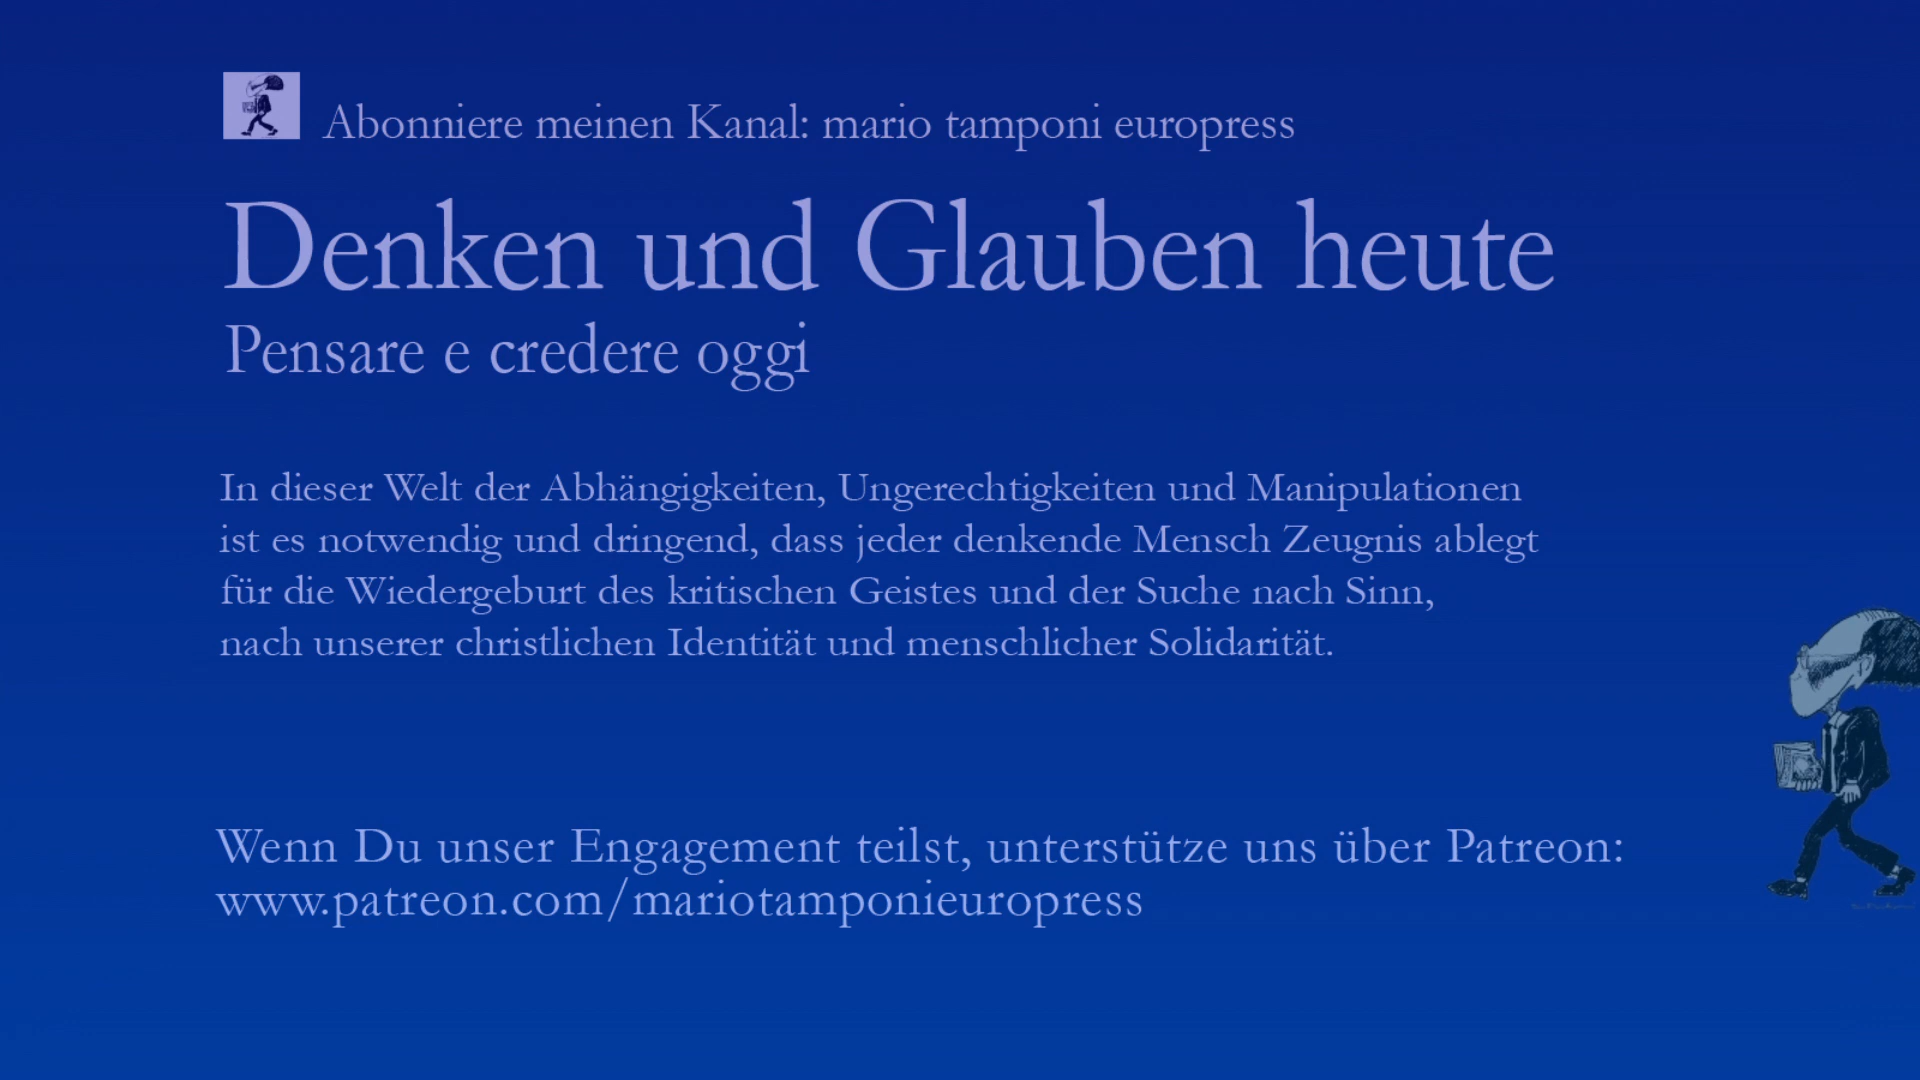 Abonniere meinen Kanal: mario tamponi europress
Denken und Glauben heute
Pensare e credere oggi
In dieser Welt der Abhängigkeiten, Ungerechtigkeiten und Manipulationen
ist es notwendig und dringend, dass jeder denkende Mensch Zeugnis ablegt
für die Wiedergeburt des kritischen Geistes und der Suche nach Sinn,
nach unserer christlichen Identität und menschlicher Solidarität.
Wenn Du unser Engagement teilst, unterstütze uns über Patreon:
www.patreon.com/mariotamponieuropress